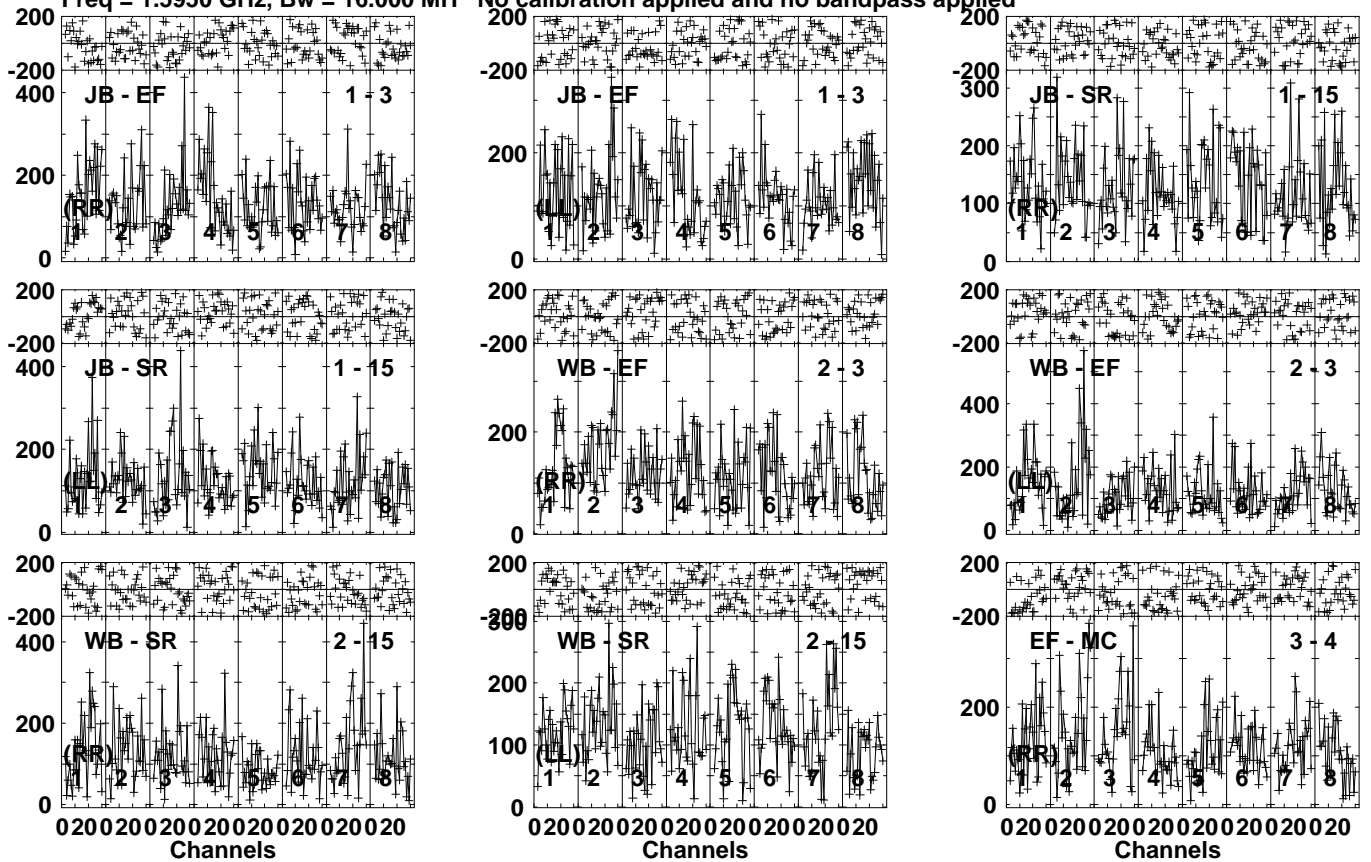 Freq = 1.5950 GHz, Bw = 16.000 MH No calibration applied and no bandpass applied
200 200 200
-200 -200 -200
JB - EF 1 - 3 JB - EF 1 - 3 JB - SR 1 - 15
400 200 0
200 300
0 200
100
0
(RR) (LL) (RR)
1 2 3 4 5 6 7 8 1 2 3 4 5 6 7 8 1 2 3 4 5 6 7 8
200 200 200
-200 -200 -200
JB - SR 1 - 15 WB - EF 2 - 3 WB - EF 2 - 3
400 200 400
200 0 200
0 0
(LL) (RR) (LL)
1 2 3 4 5 6 7 8 1 2 3 4 5 6 7 8 1 2 3 4 5 6 7 8
200 200 200
-200 -200 -200
WB - SR 2 - 15 WB - SR 2 - 15 EF - MC 3 - 4
400 300 200
200 200 0
0 100
0
(RR) (LL) (RR)
1 2 3 4 5 6 7 8 1 2 3 4 5 6 7 8 1 2 3 4 5 6 7 8
0 20 0 20 0 20 0 20 0 20 0 20 0 20 0 20 0 20 0 20 0 20 0 20 0 20 0 20 0 20 0 20 0 20 0 20 0 20 0 20 0 20 0 20 0 20 0 20
Channels Channels Channels